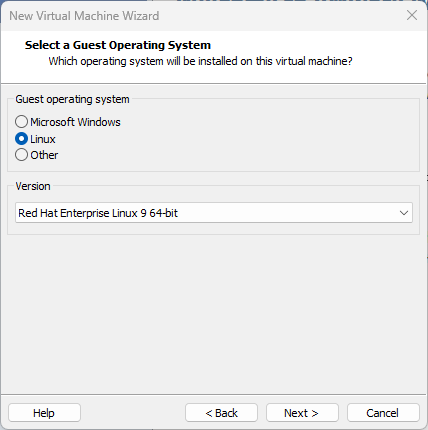 New Virtual Machine Wizard
Select a Guest Operating System
Which operating system will be installed on this virtual machine?
Guest operating system
Microsoft Windows
Linux
Other
Version
Red Hat Enterprise Linux 9 64-bit
Help
< Back
Next >
Cancel